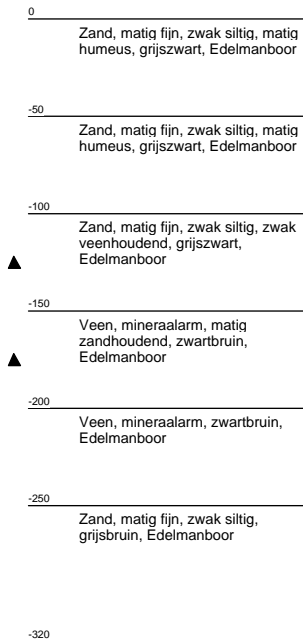 0
Zand, matig fijn, zwak siltig, matig
humeus, grijszwart, Edelmanboor
-50
Zand, matig fijn, zwak siltig, matig
humeus, grijszwart, Edelmanboor
-100
Zand, matig fijn, zwak siltig, zwak
veenhoudend, grijszwart,
Edelmanboor
-150
Veen, mineraalarm, matig
zandhoudend, zwartbruin,
Edelmanboor
-200
Veen, mineraalarm, zwartbruin,
Edelmanboor
-250
Zand, matig fijn, zwak siltig,
grijsbruin, Edelmanboor
-320